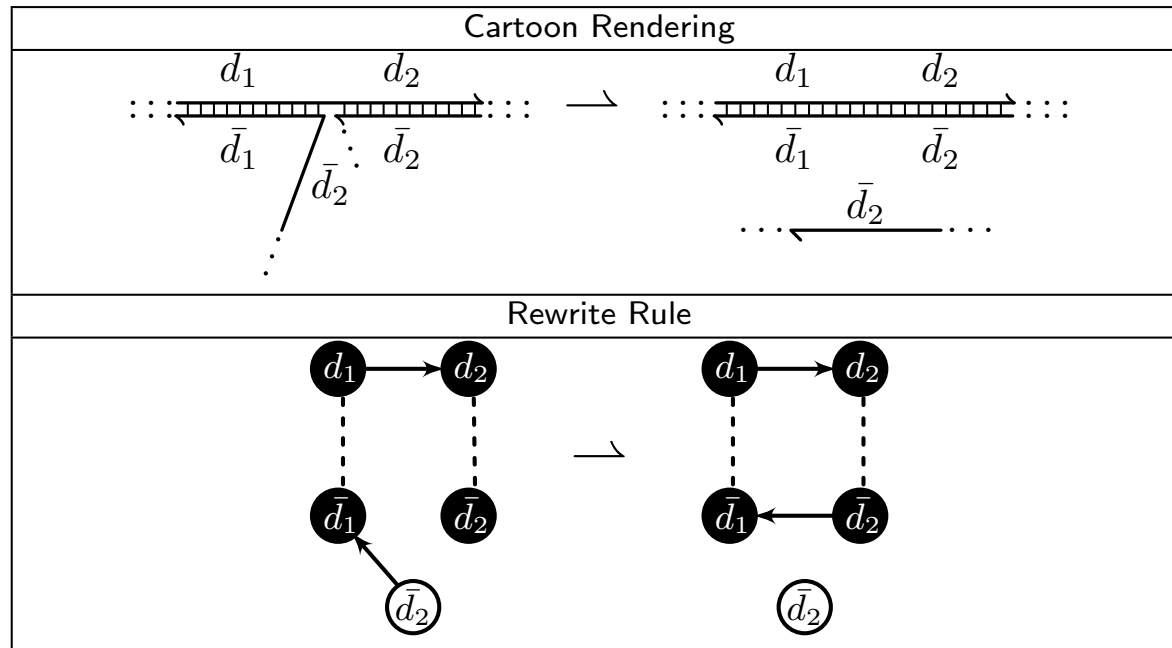 Cartoon Rendering
d₁ d₂ ⇀ d₁ d₂
d̄₁ d̄₂ d̄₁ d̄₂
d̄₂ d̄₂
Rewrite Rule
d₁ d₂ d₁ d₂
⇀
d̄₁ d̄₂ d̄₁ d̄₂
d̄₂ d̄₂